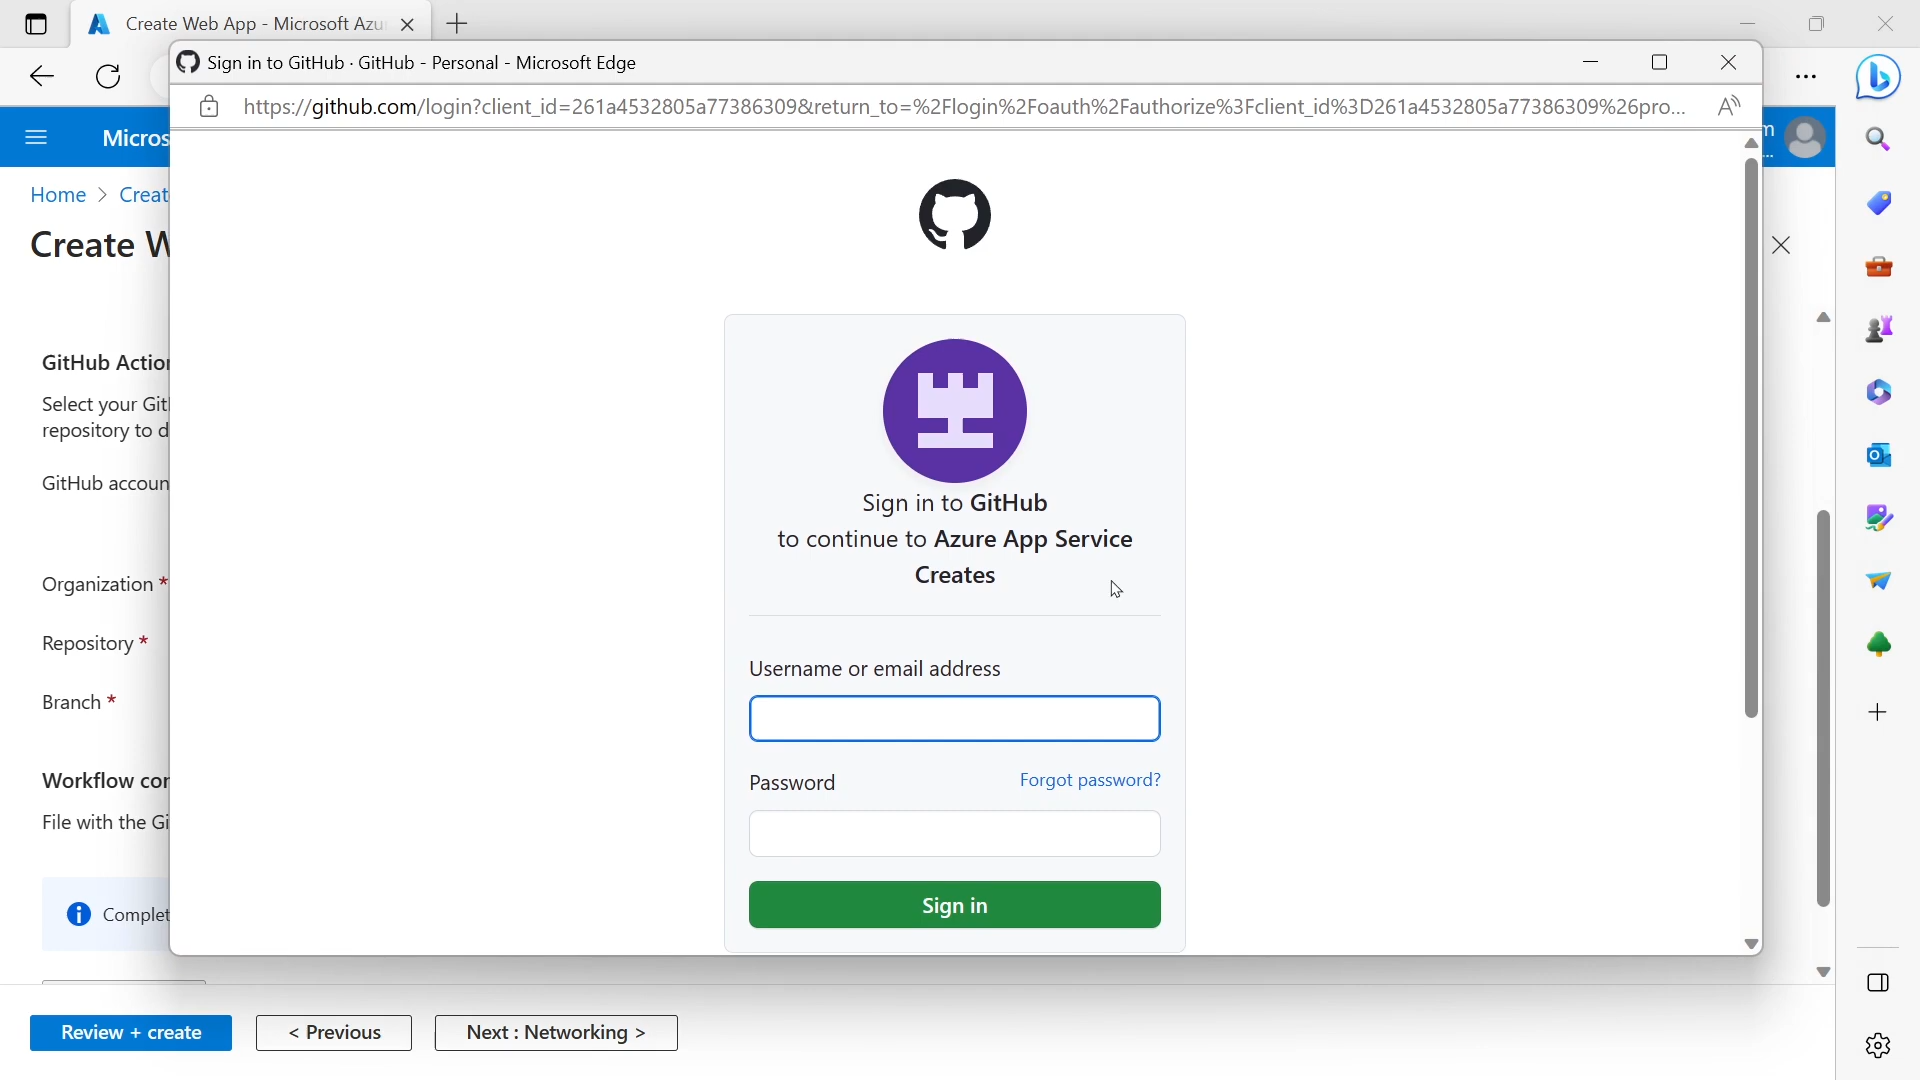 Create Web App - Microsoft Azu
Sign in to GitHub · GitHub - Personal - Microsoft Edge
https://github.com/login?client_id=261a4532805a77386309&return_to=%2Flogin%2Foauth%2Fauthorize%3Fclient_id%3D261a4532805a77386309%26pro...
Micros
Home > Creat
Create W
GitHub Action
Select your Git
repository to d
GitHub accoun
Organization *
Repository *
Branch *
Workflow con
File with the Gi
Complet
Sign in to GitHub
to continue to Azure App Service
Creates
Username or email address
Password
Forgot password?
Sign in
Review + create
< Previous
Next : Networking >